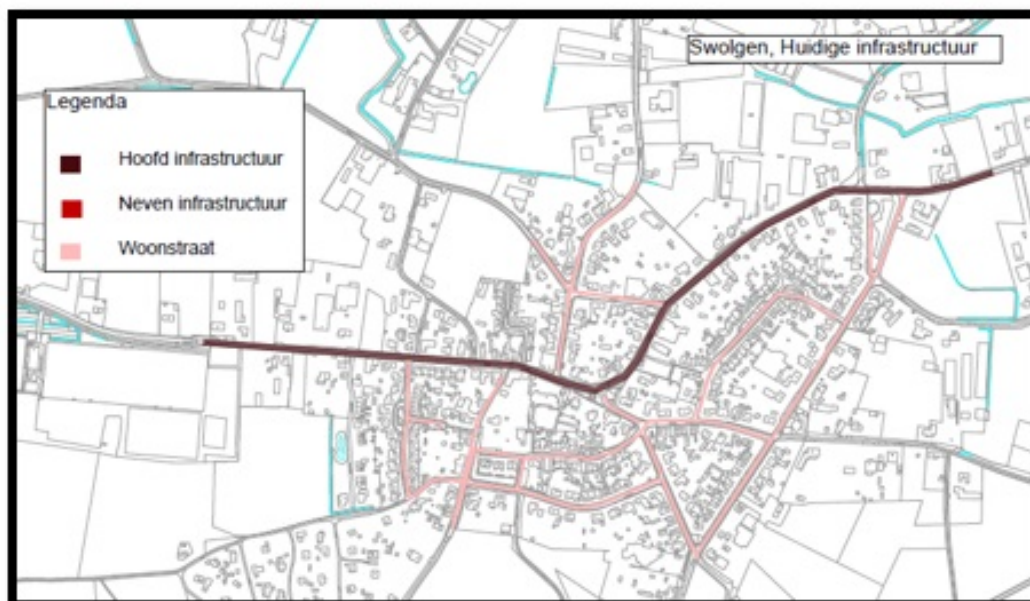 Swolgen, Huidige infrastructuur
Legenda
Hoofd infrastructuur
Neven infrastructuur
Woonstraat